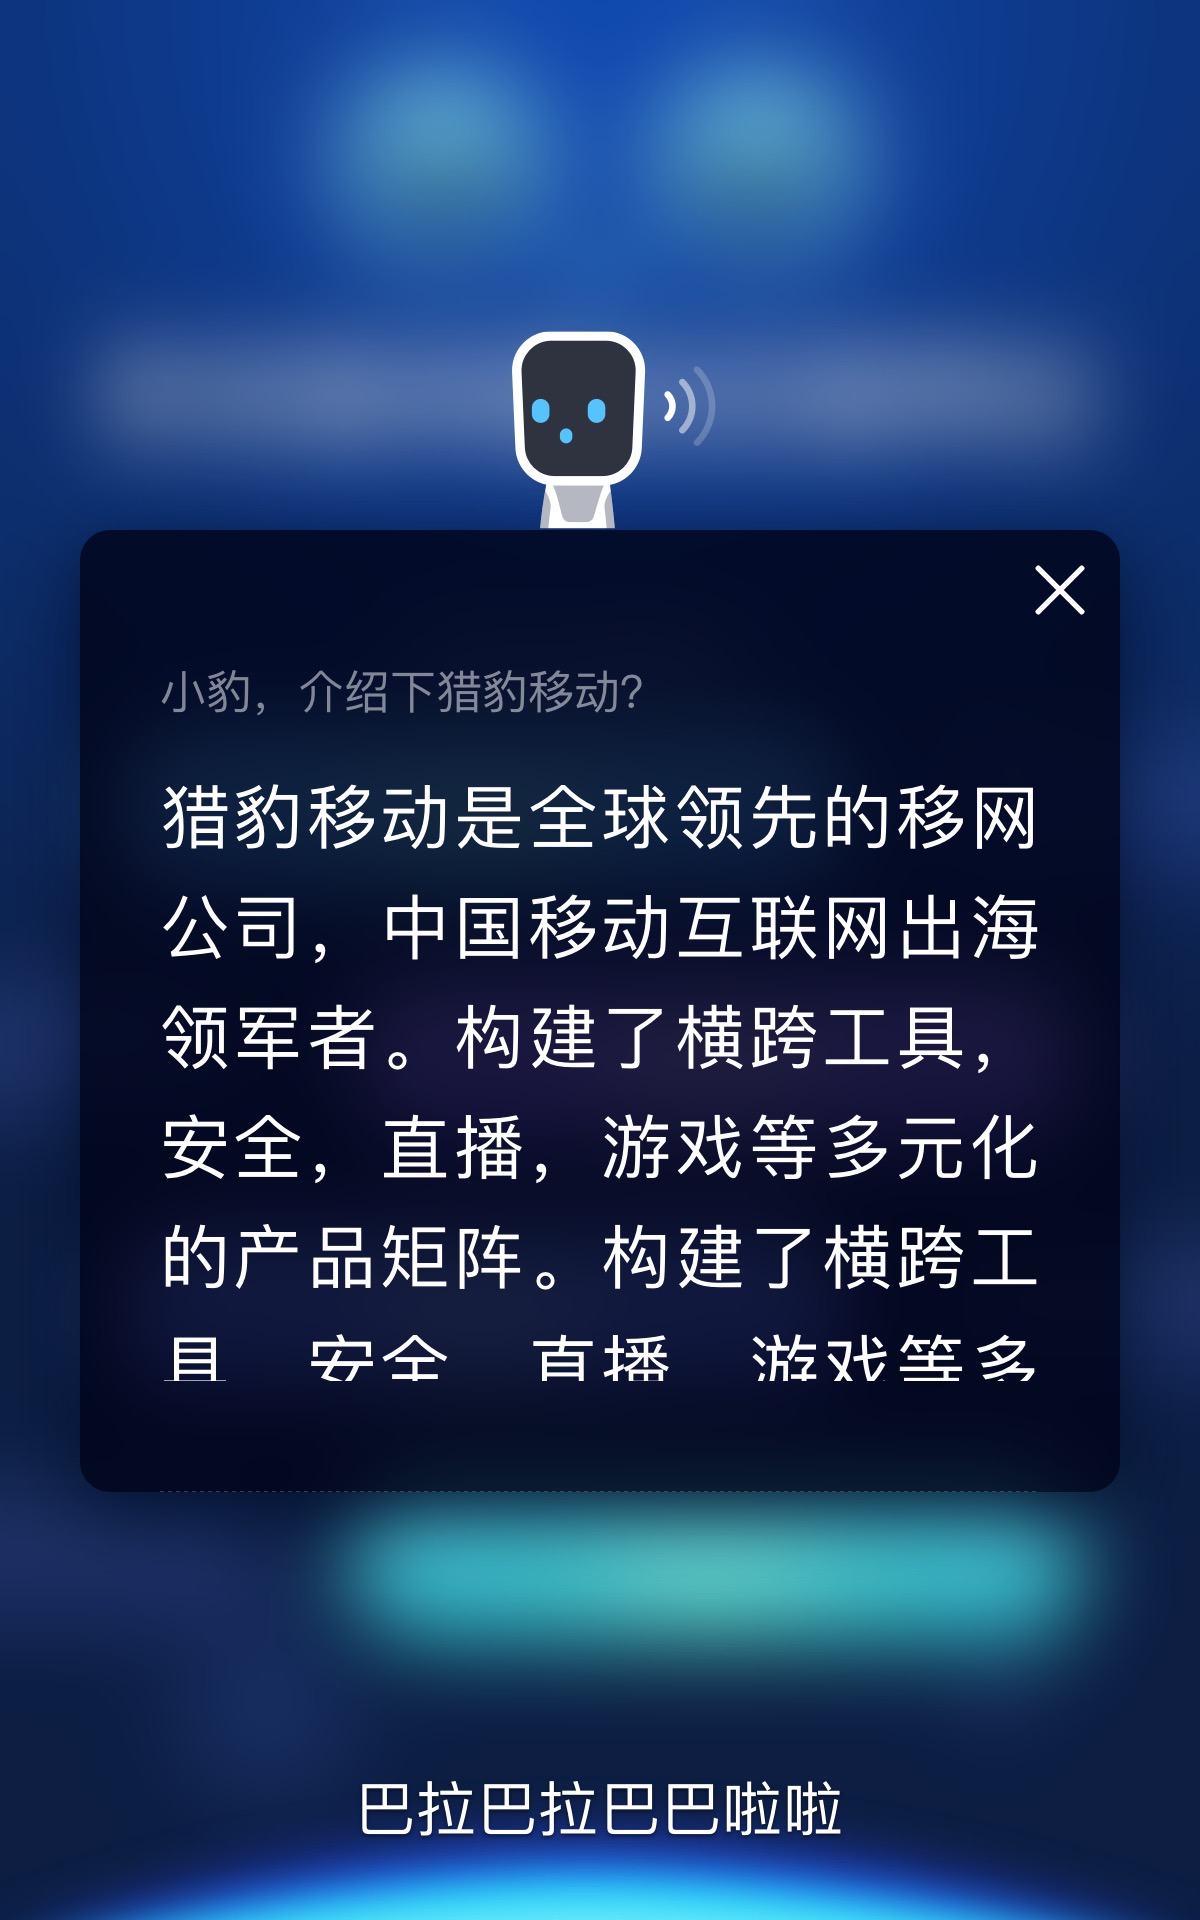 小豹，介绍下猎豹移动？
猎豹移动是全球领先的移网
公司，中国移动互联网出海
领军者。构建了横跨工具，
安全，直播，游戏等多元化
的产品矩阵。构建了横跨工
具 安全 直播 游戏等多
巴拉巴拉巴巴啦啦